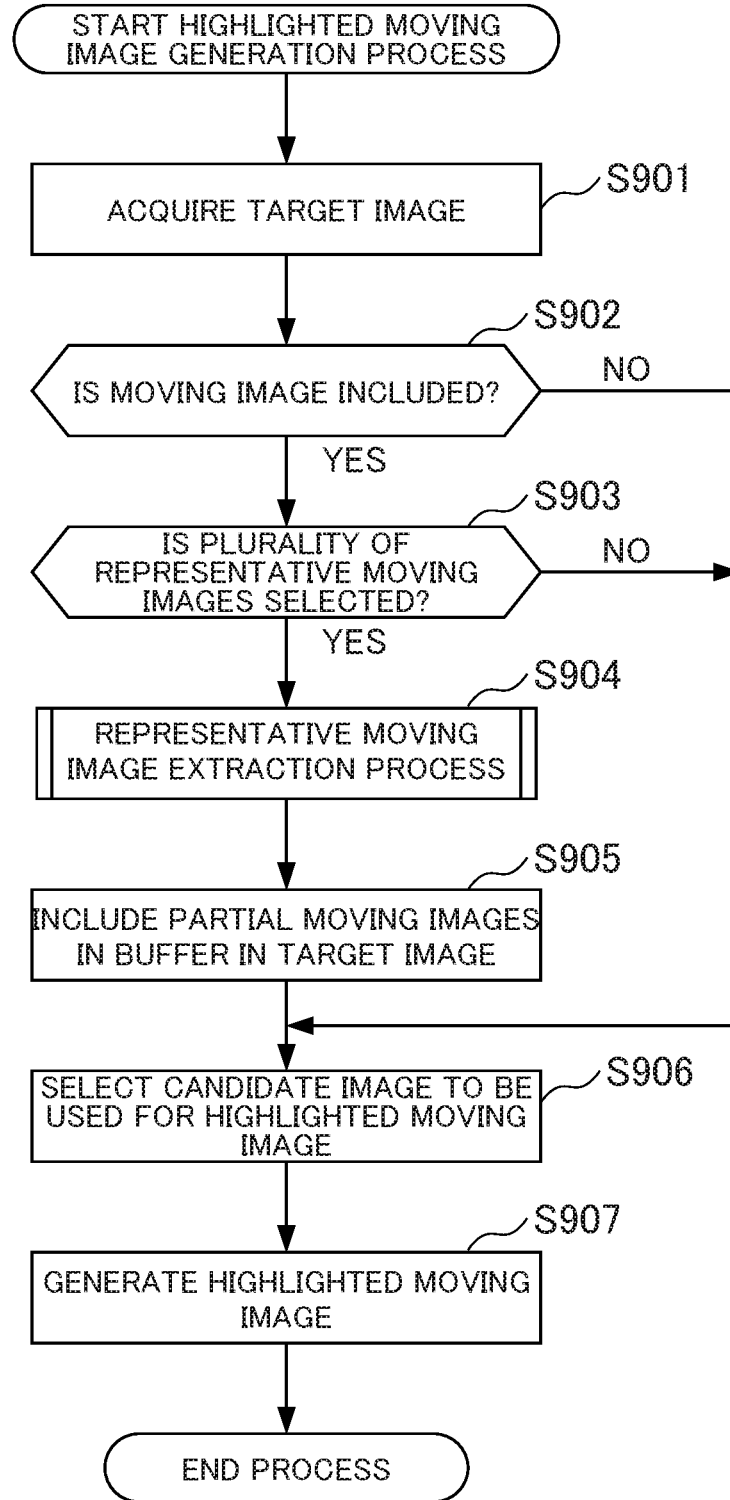 START HIGHLIGHTED MOVING
IMAGE GENERATION PROCESS
S901
ACQUIRE TARGET IMAGE
S902
IS MOVING IMAGE INCLUDED?
NO
YES
S903
IS PLURALITY OF
REPRESENTATIVE MOVING
IMAGES SELECTED?
NO
YES
S904
REPRESENTATIVE MOVING
IMAGE EXTRACTION PROCESS
S905
INCLUDE PARTIAL MOVING IMAGES
IN BUFFER IN TARGET IMAGE
S906
SELECT CANDIDATE IMAGE TO BE
USED FOR HIGHLIGHTED MOVING
IMAGE
S907
GENERATE HIGHLIGHTED MOVING
IMAGE
END PROCESS